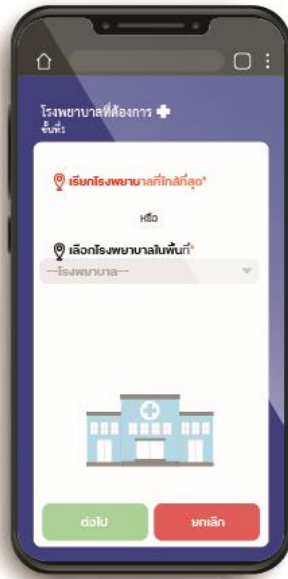 โรงพยาบาลที่ต้องการ
ขั้นที่1
เรียกโรงพยาบาลที่ใกล้ที่สุด*
หรือ
เลือกโรงพยาบาลในพื้นที่*
--โรงพยาบาล--
ต่อไป
ยกเลิก